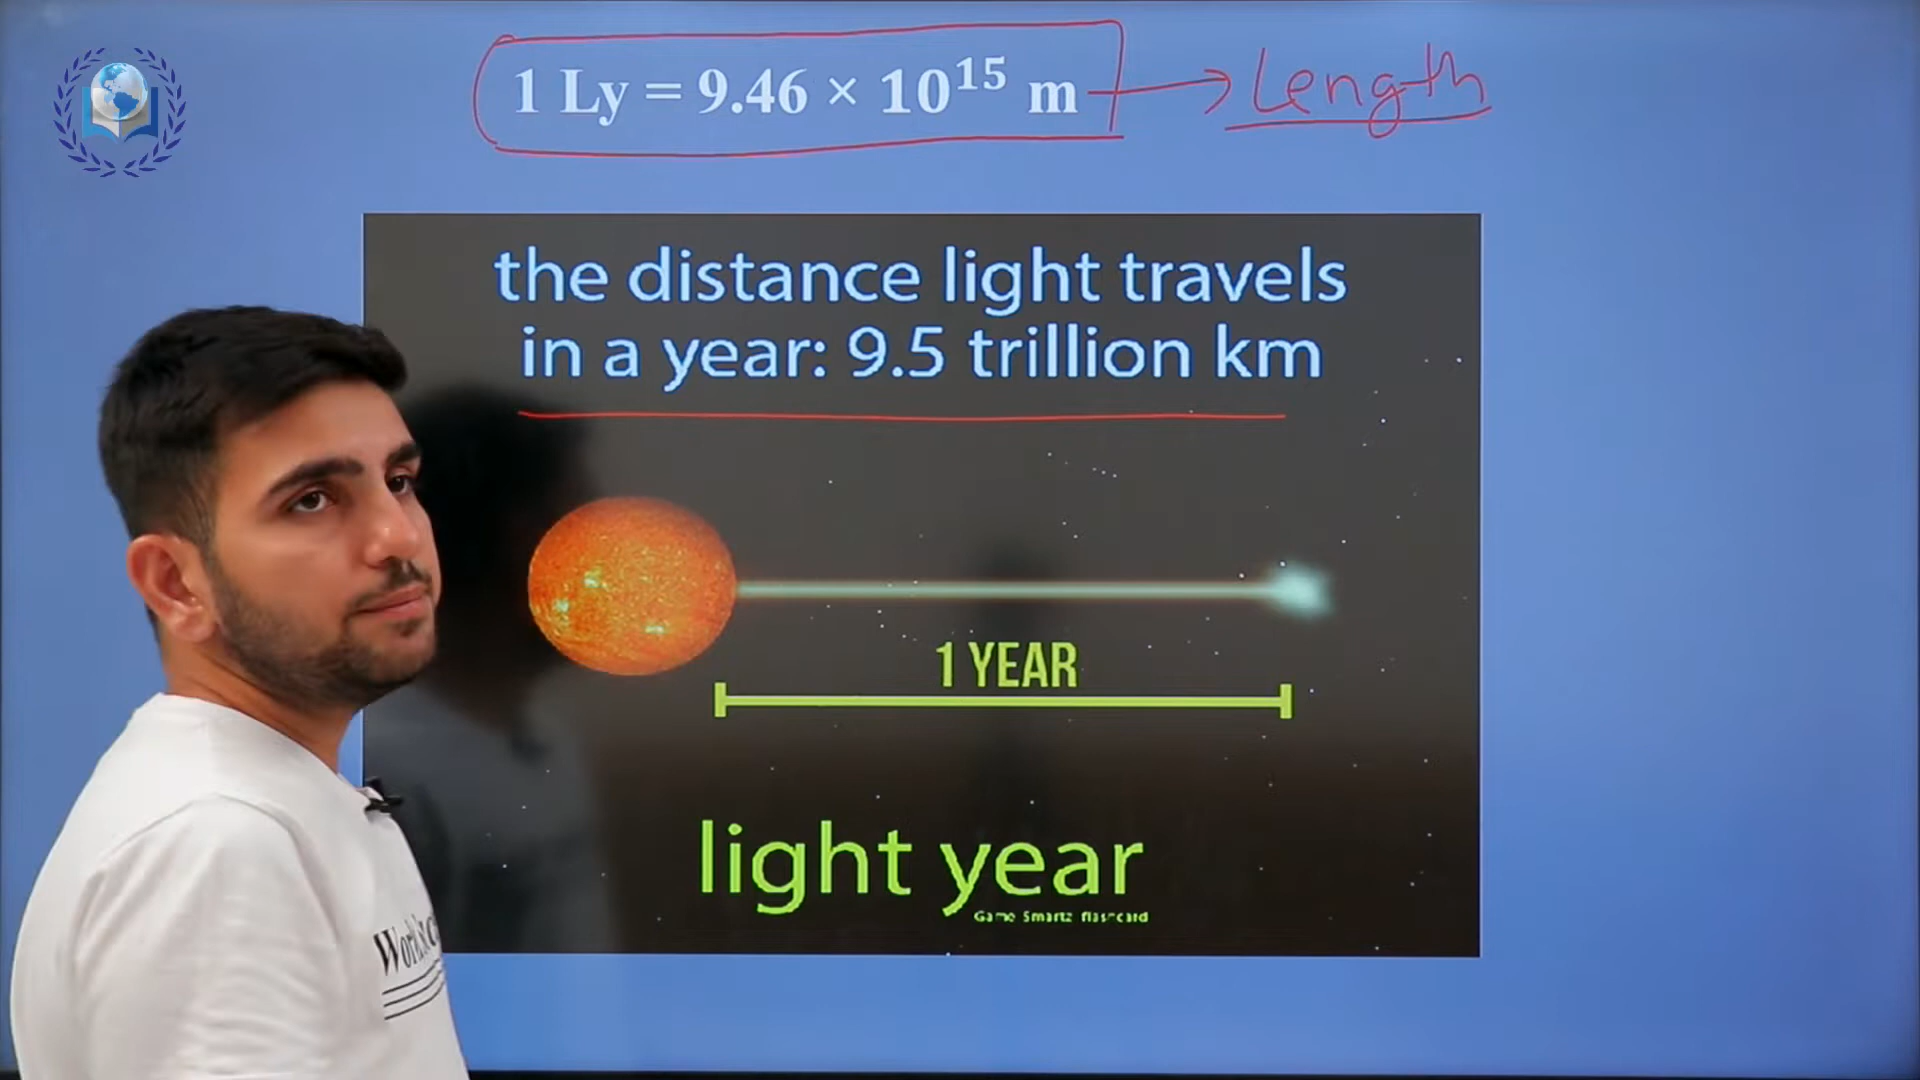 1 Ly = 9.46 × 10¹⁵ m → Length
the distance light travels
in a year: 9.5 trillion km
1 YEAR
light year
Game Smartz flashcard